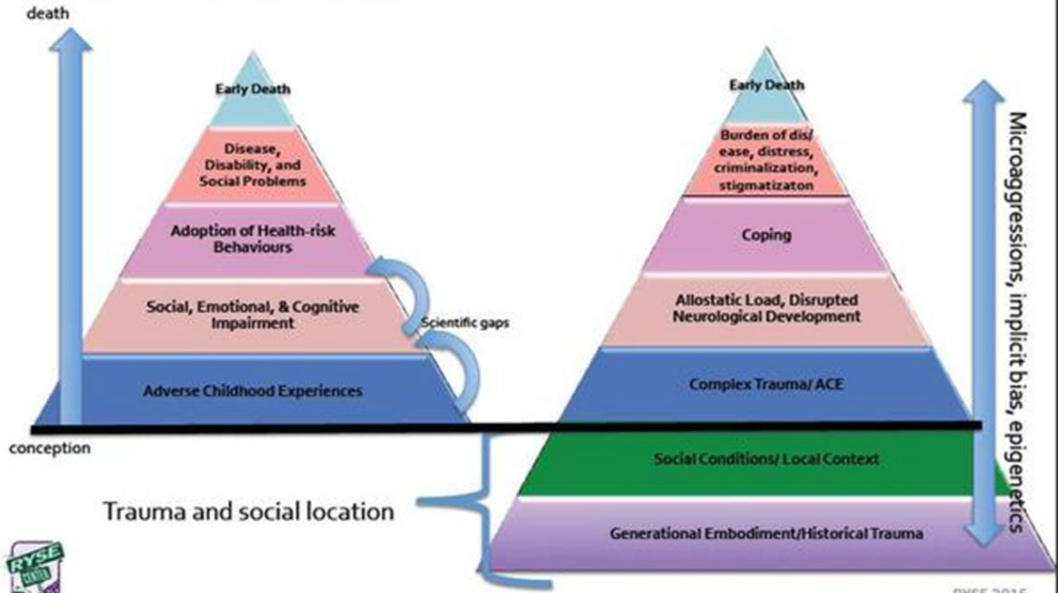 death
Early Death
Disease,
Disability, and
Social Problems
Adoption of Health-risk
Behaviours
Social, Emotional, & Cognitive
Impairment
Adverse Childhood Experiences
Scientific gaps
conception
Trauma and social location
Early Death
Burden of dis/
ease, distress,
criminalization,
stigmatizaton
Coping
Allostatic Load, Disrupted
Neurological Development
Complex Trauma/ ACE
Social Conditions/ Local Context
Generational Embodiment/Historical Trauma
Microaggressions, implicit bias, epigenetics
RYSE
CENTER
RYSE 2015